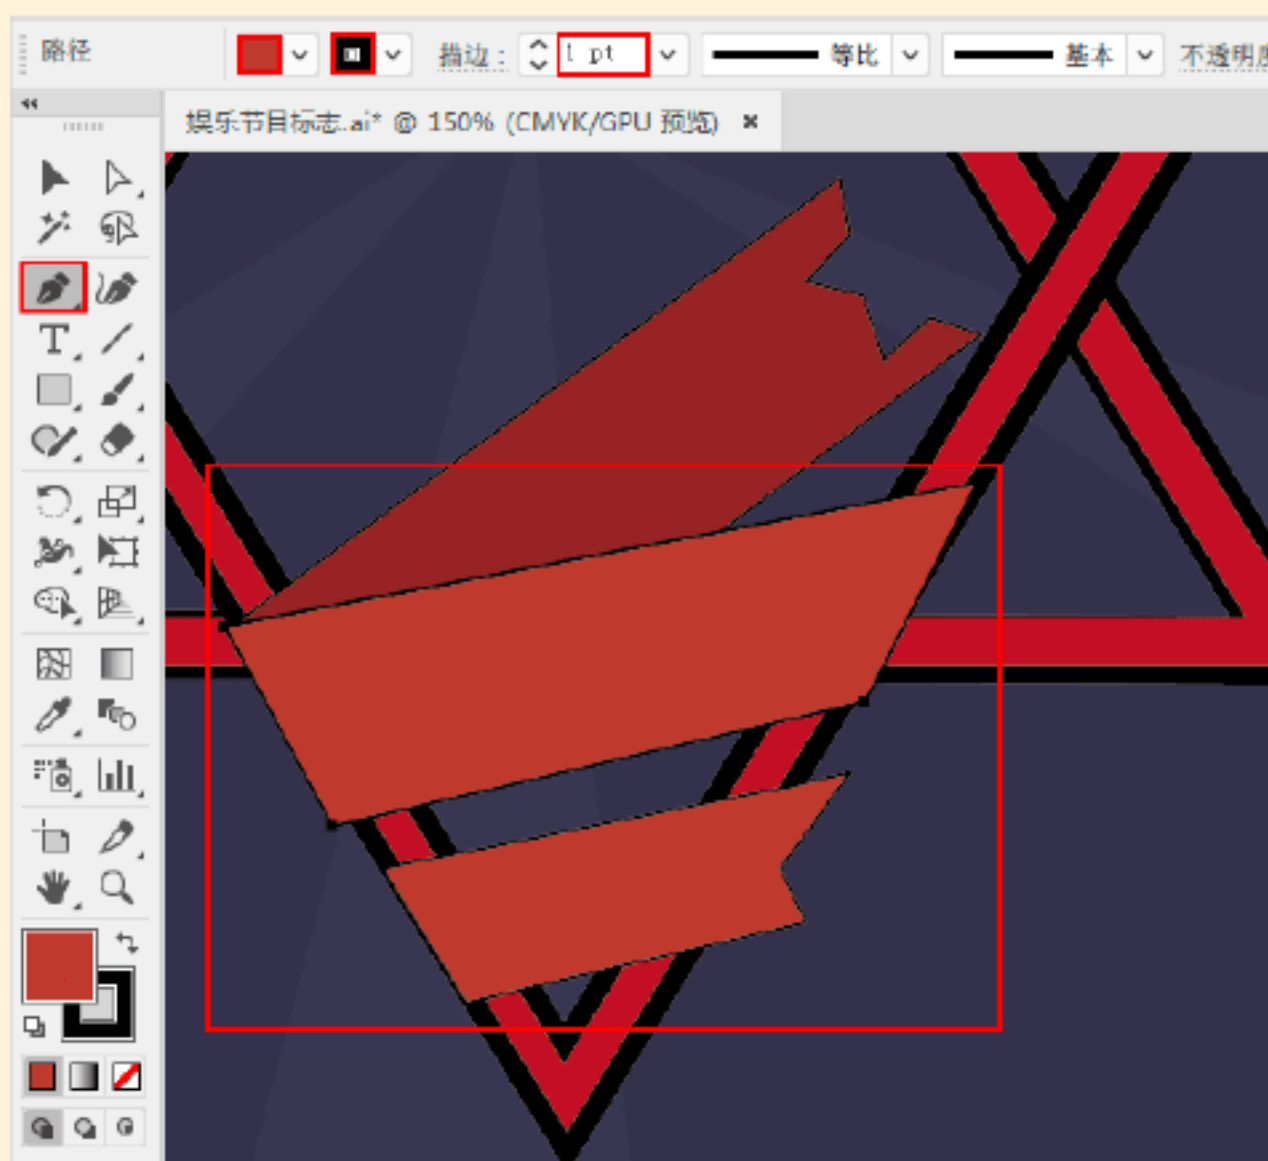 路径 描边： 1 pt 等比 基本 不透明度
娱乐节目标志.ai* @ 150% (CMYK/GPU 预览)